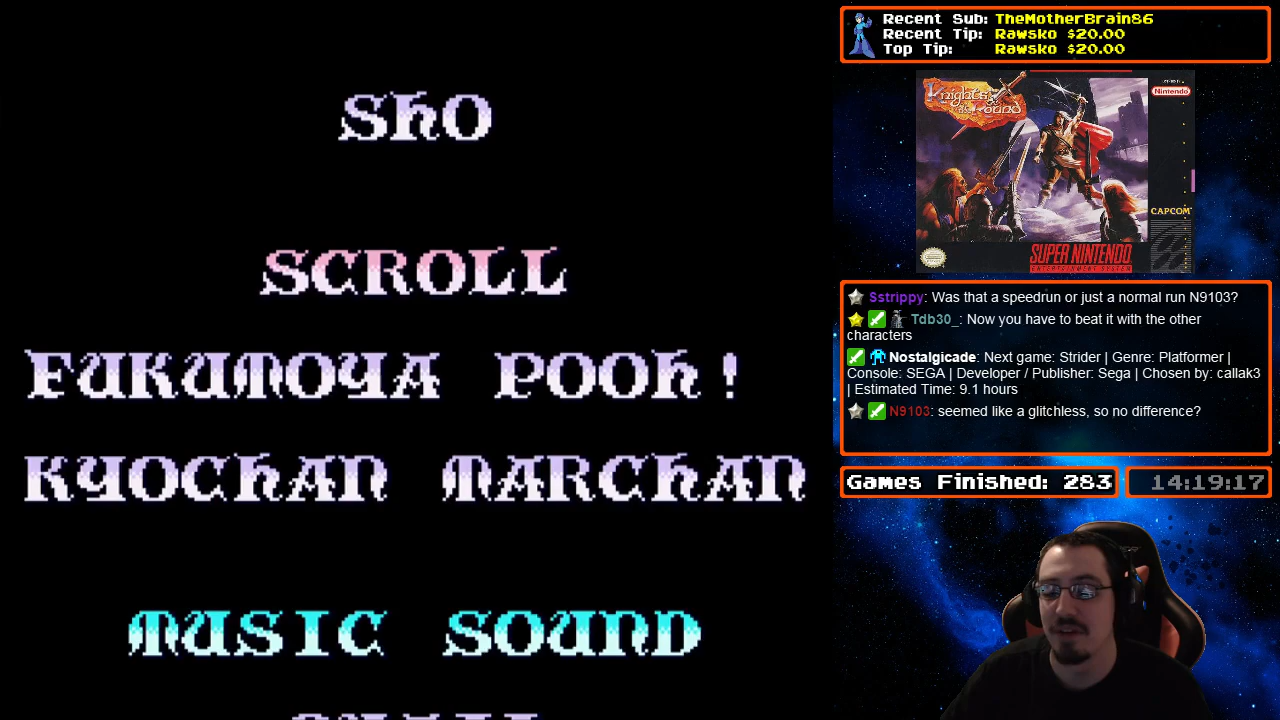 Sho
SCROLL
FUKUMOYA POOh!
KYOChAN MARChAN
MUSIC SOUND
Recent Sub: TheMotherBrain86
Recent Tip: Rawsko $20.00
Top Tip: Rawsko $20.00
Knights of the Round
Nintendo
CAPCOM
SUPER NINTENDO
ENTERTAINMENT SYSTEM
Sstrippy: Was that a speedrun or just a normal run N9103?
Tdb30_: Now you have to beat it with the other
characters
Nostalgicade: Next game: Strider | Genre: Platformer |
Console: SEGA | Developer / Publisher: Sega | Chosen by: callak3
| Estimated Time: 9.1 hours
N9103: seemed like a glitchless, so no difference?
Games Finished: 283
14:19:17